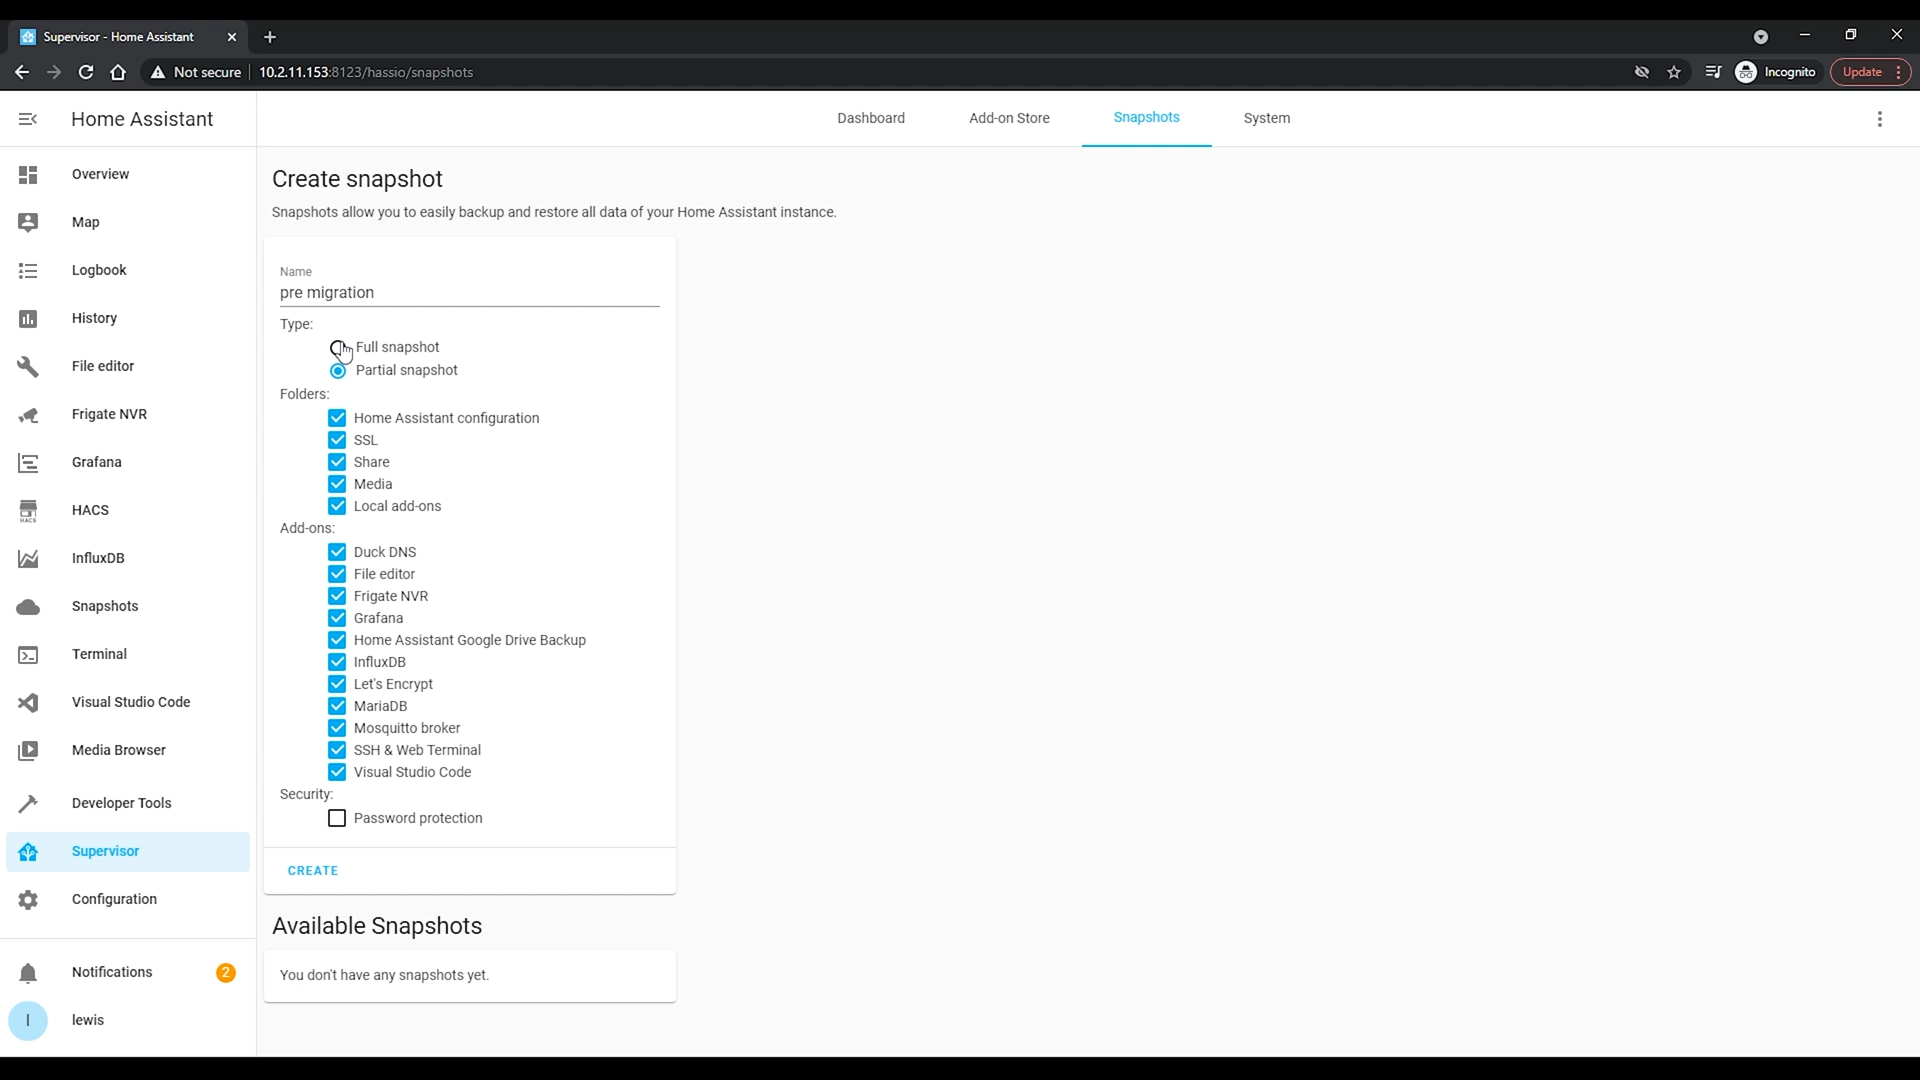 Supervisor - Home Assistant
Not secure
10.2.11.153:8123/hassio/snapshots
Incognito
Update
Home Assistant
Dashboard
Add-on Store
Snapshots
System
Overview
Map
Logbook
History
File editor
Frigate NVR
Grafana
HACS
HACS
InfluxDB
Snapshots
Terminal
Visual Studio Code
Media Browser
Developer Tools
Supervisor
Configuration
Notifications
2
l
lewis
Create snapshot
Snapshots allow you to easily backup and restore all data of your Home Assistant instance.
Name
pre migration
Type:
Full snapshot
Partial snapshot
Folders:
Home Assistant configuration
SSL
Share
Media
Local add-ons
Add-ons:
Duck DNS
File editor
Frigate NVR
Grafana
Home Assistant Google Drive Backup
InfluxDB
Let's Encrypt
MariaDB
Mosquitto broker
SSH & Web Terminal
Visual Studio Code
Security:
Password protection
CREATE
Available Snapshots
You don't have any snapshots yet.